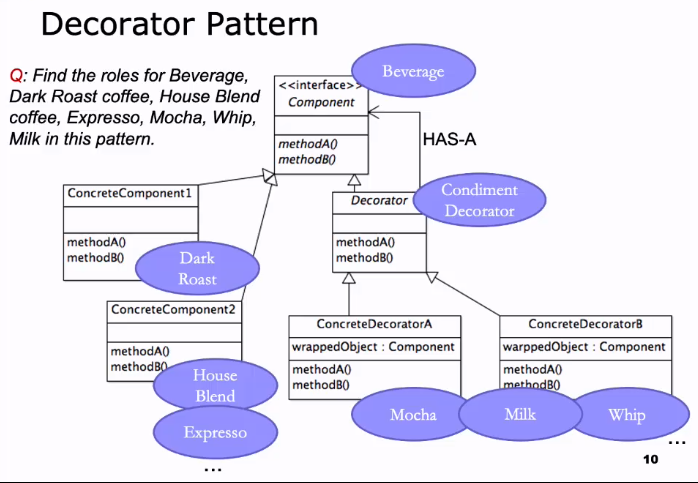 Decorator Pattern
Q: Find the roles for Beverage,
Dark Roast coffee, House Blend
coffee, Expresso, Mocha, Whip,
Milk in this pattern.
Beverage
<<interface>>
Component
methodA()
methodB()
HAS-A
ConcreteComponent1
methodA()
methodB()
Dark
Roast
Decorator
methodA()
methodB()
Condiment
Decorator
ConcreteComponent2
methodA()
methodB()
House
Blend
Expresso
...
ConcreteDecoratorA
wrappedObject : Component
methodA()
methodB()
Mocha
ConcreteDecoratorB
warppedObject : Component
methodA()
methodB()
Milk
Whip
...
10